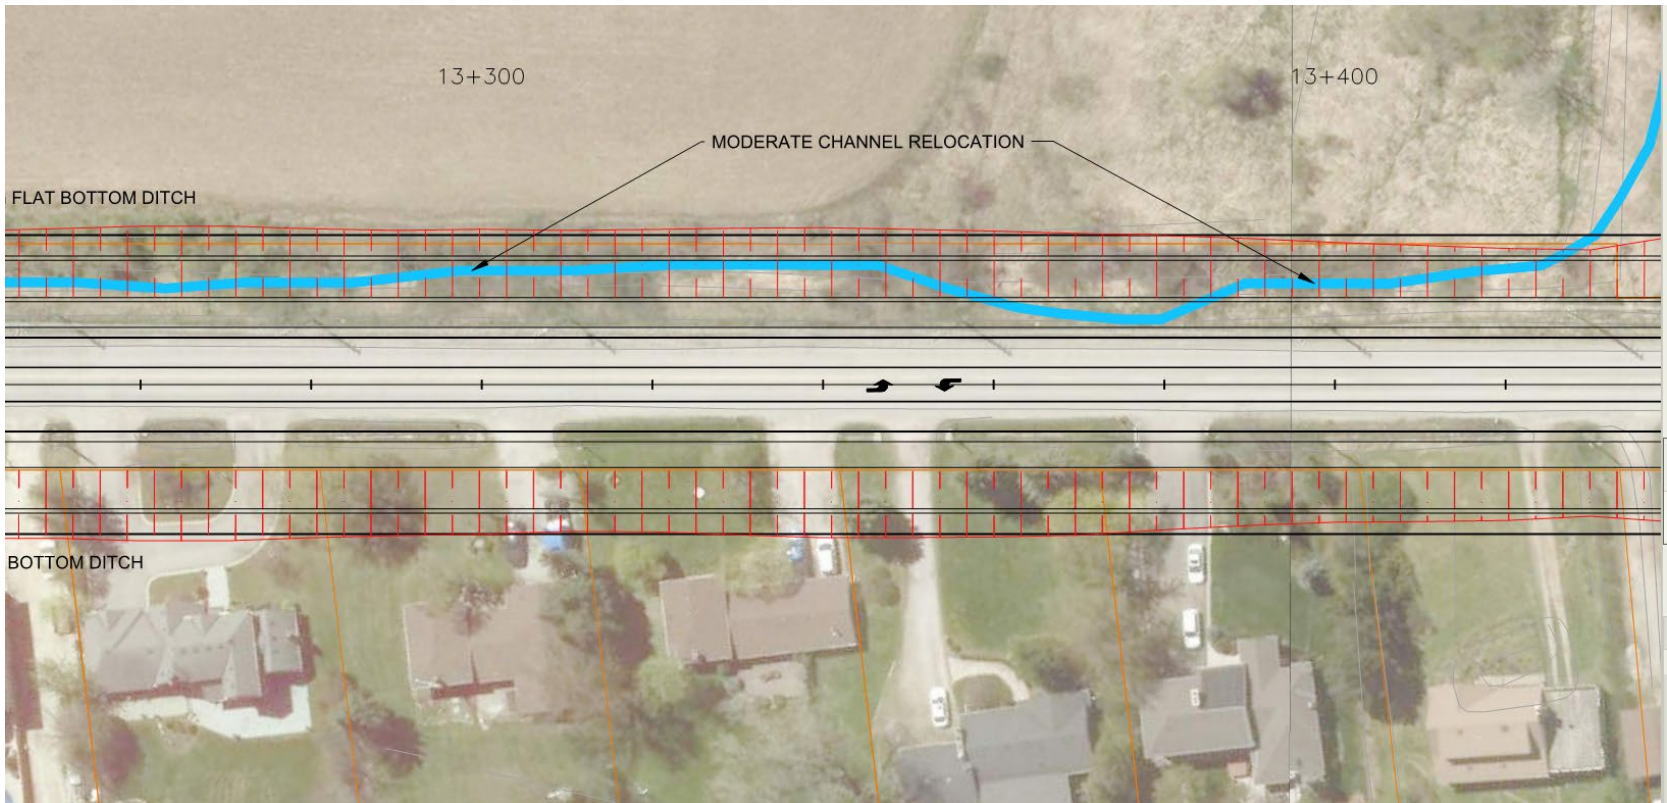 13+300
13+400
MODERATE CHANNEL RELOCATION
FLAT BOTTOM DITCH
BOTTOM DITCH